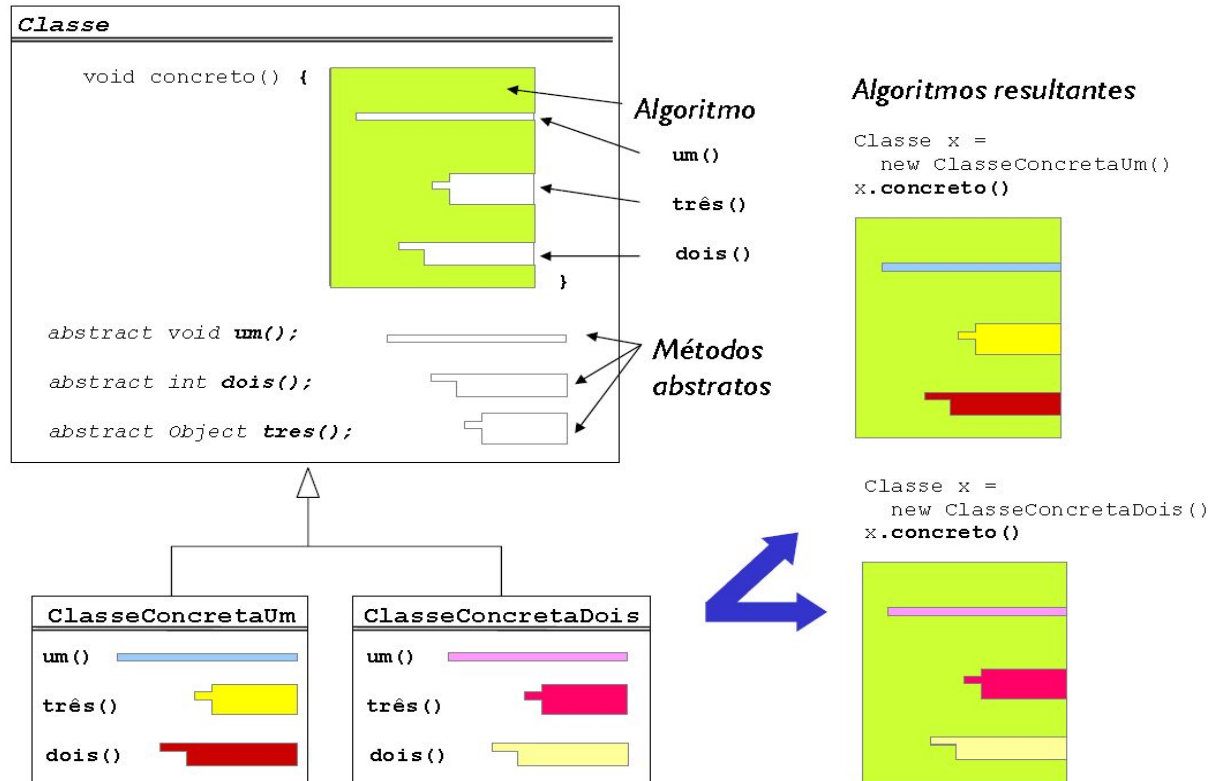 Classe
void concreto() {
Algoritmo
um()
três()
dois()
}
abstract void um();
abstract int dois();
abstract Object tres();
Métodos
abstratos
ClasseConcretaUm
um()
três()
dois()
ClasseConcretaDois
um()
três()
dois()
Algoritmos resultantes
Classe x =
new ClasseConcretaUm()
x.concreto()
Classe x =
new ClasseConcretaDois()
x.concreto()